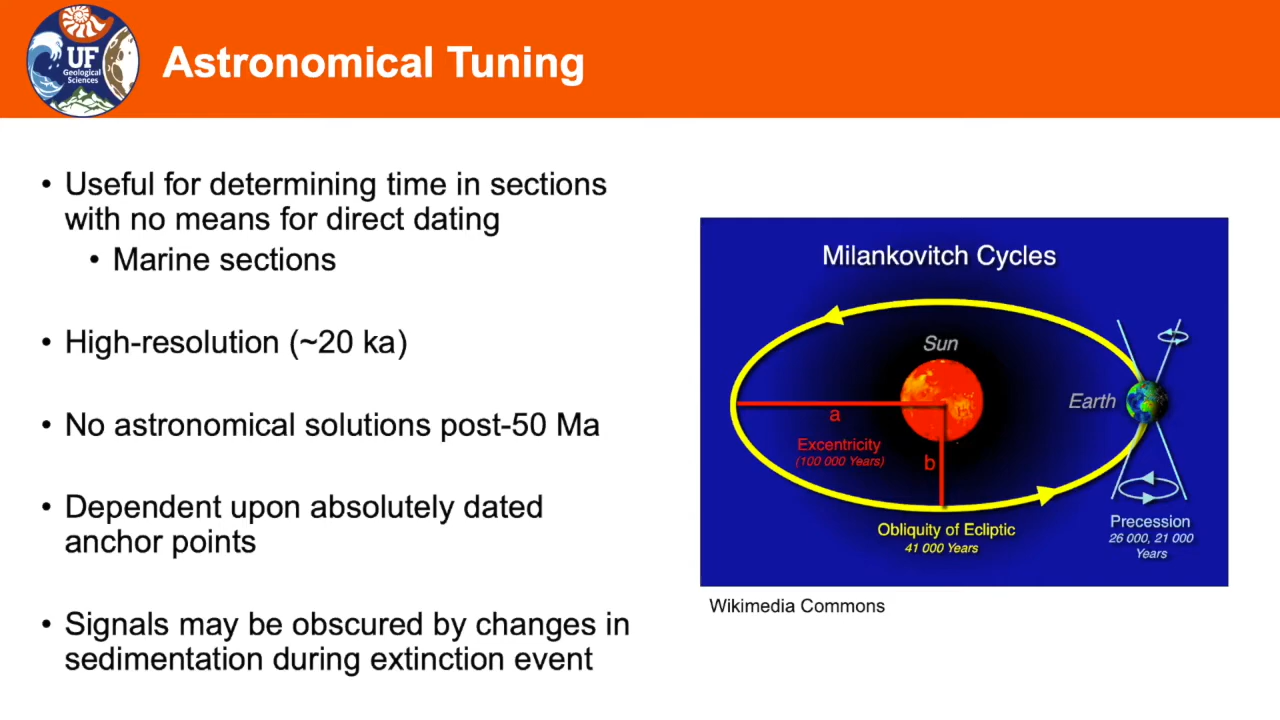 UF
Geological
Sciences
Astronomical Tuning
• Useful for determining time in sections
with no means for direct dating
• Marine sections
• High-resolution (~20 ka)
• No astronomical solutions post-50 Ma
• Dependent upon absolutely dated
anchor points
• Signals may be obscured by changes in
sedimentation during extinction event
Milankovitch Cycles
Sun
Earth
a
Excentricity
(100 000 Years)
b
Obliquity of Ecliptic
41 000 Years
Precession
26 000, 21 000
Years
Wikimedia Commons